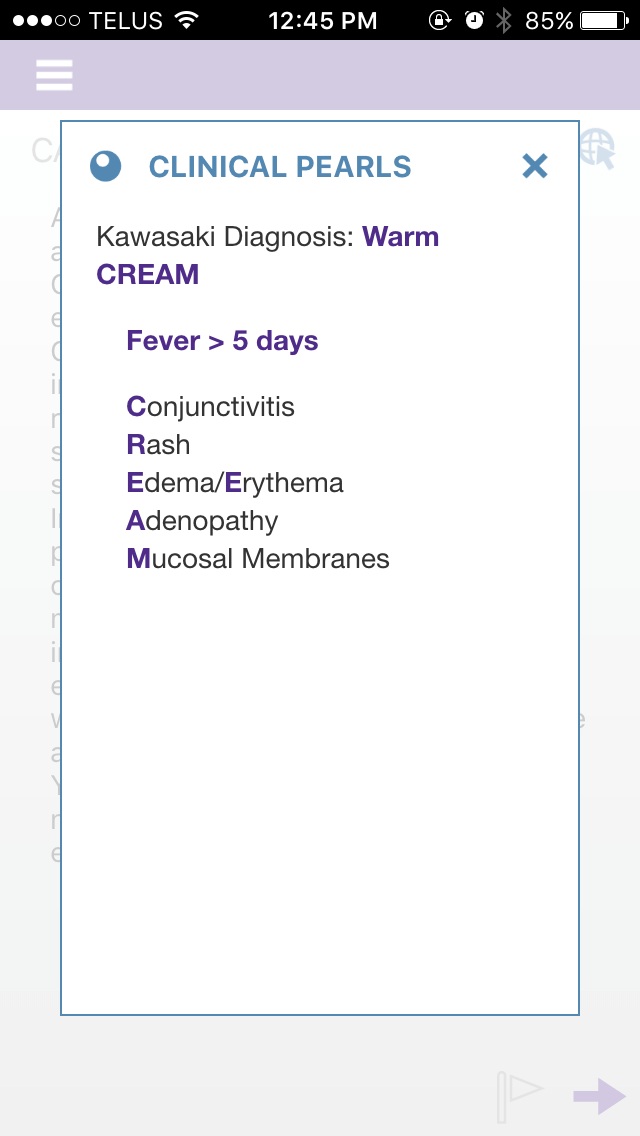 TELUS 12:45 PM 85%
CLINICAL PEARLS
Kawasaki Diagnosis: Warm
CREAM
Fever > 5 days
Conjunctivitis
Rash
Edema/Erythema
Adenopathy
Mucosal Membranes